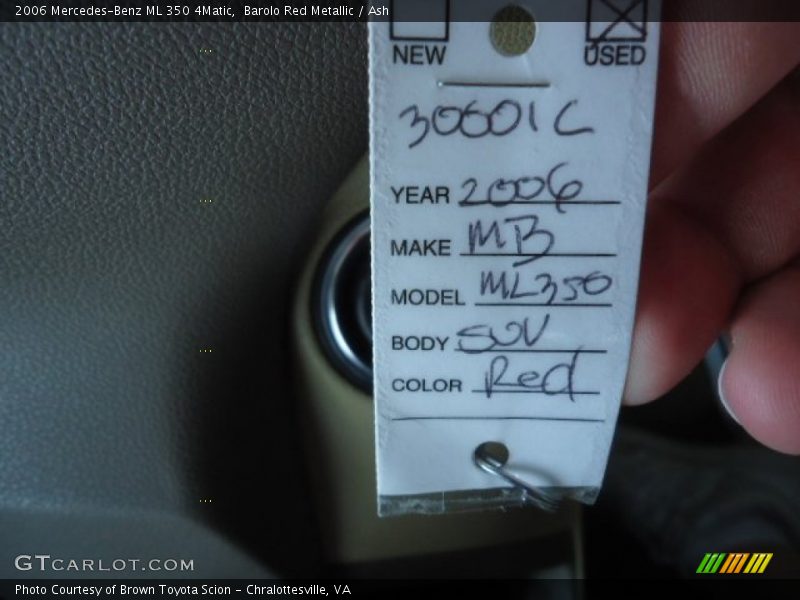 2006 Mercedes-Benz ML 350 4Matic,  Barolo Red Metallic / Ash
NEW USED
30601C
YEAR 2006
MAKE MB
MODEL ML350
BODY SUV
COLOR Red
GTCARLOT.COM
Photo Courtesy of Brown Toyota Scion - Chralottesville, VA